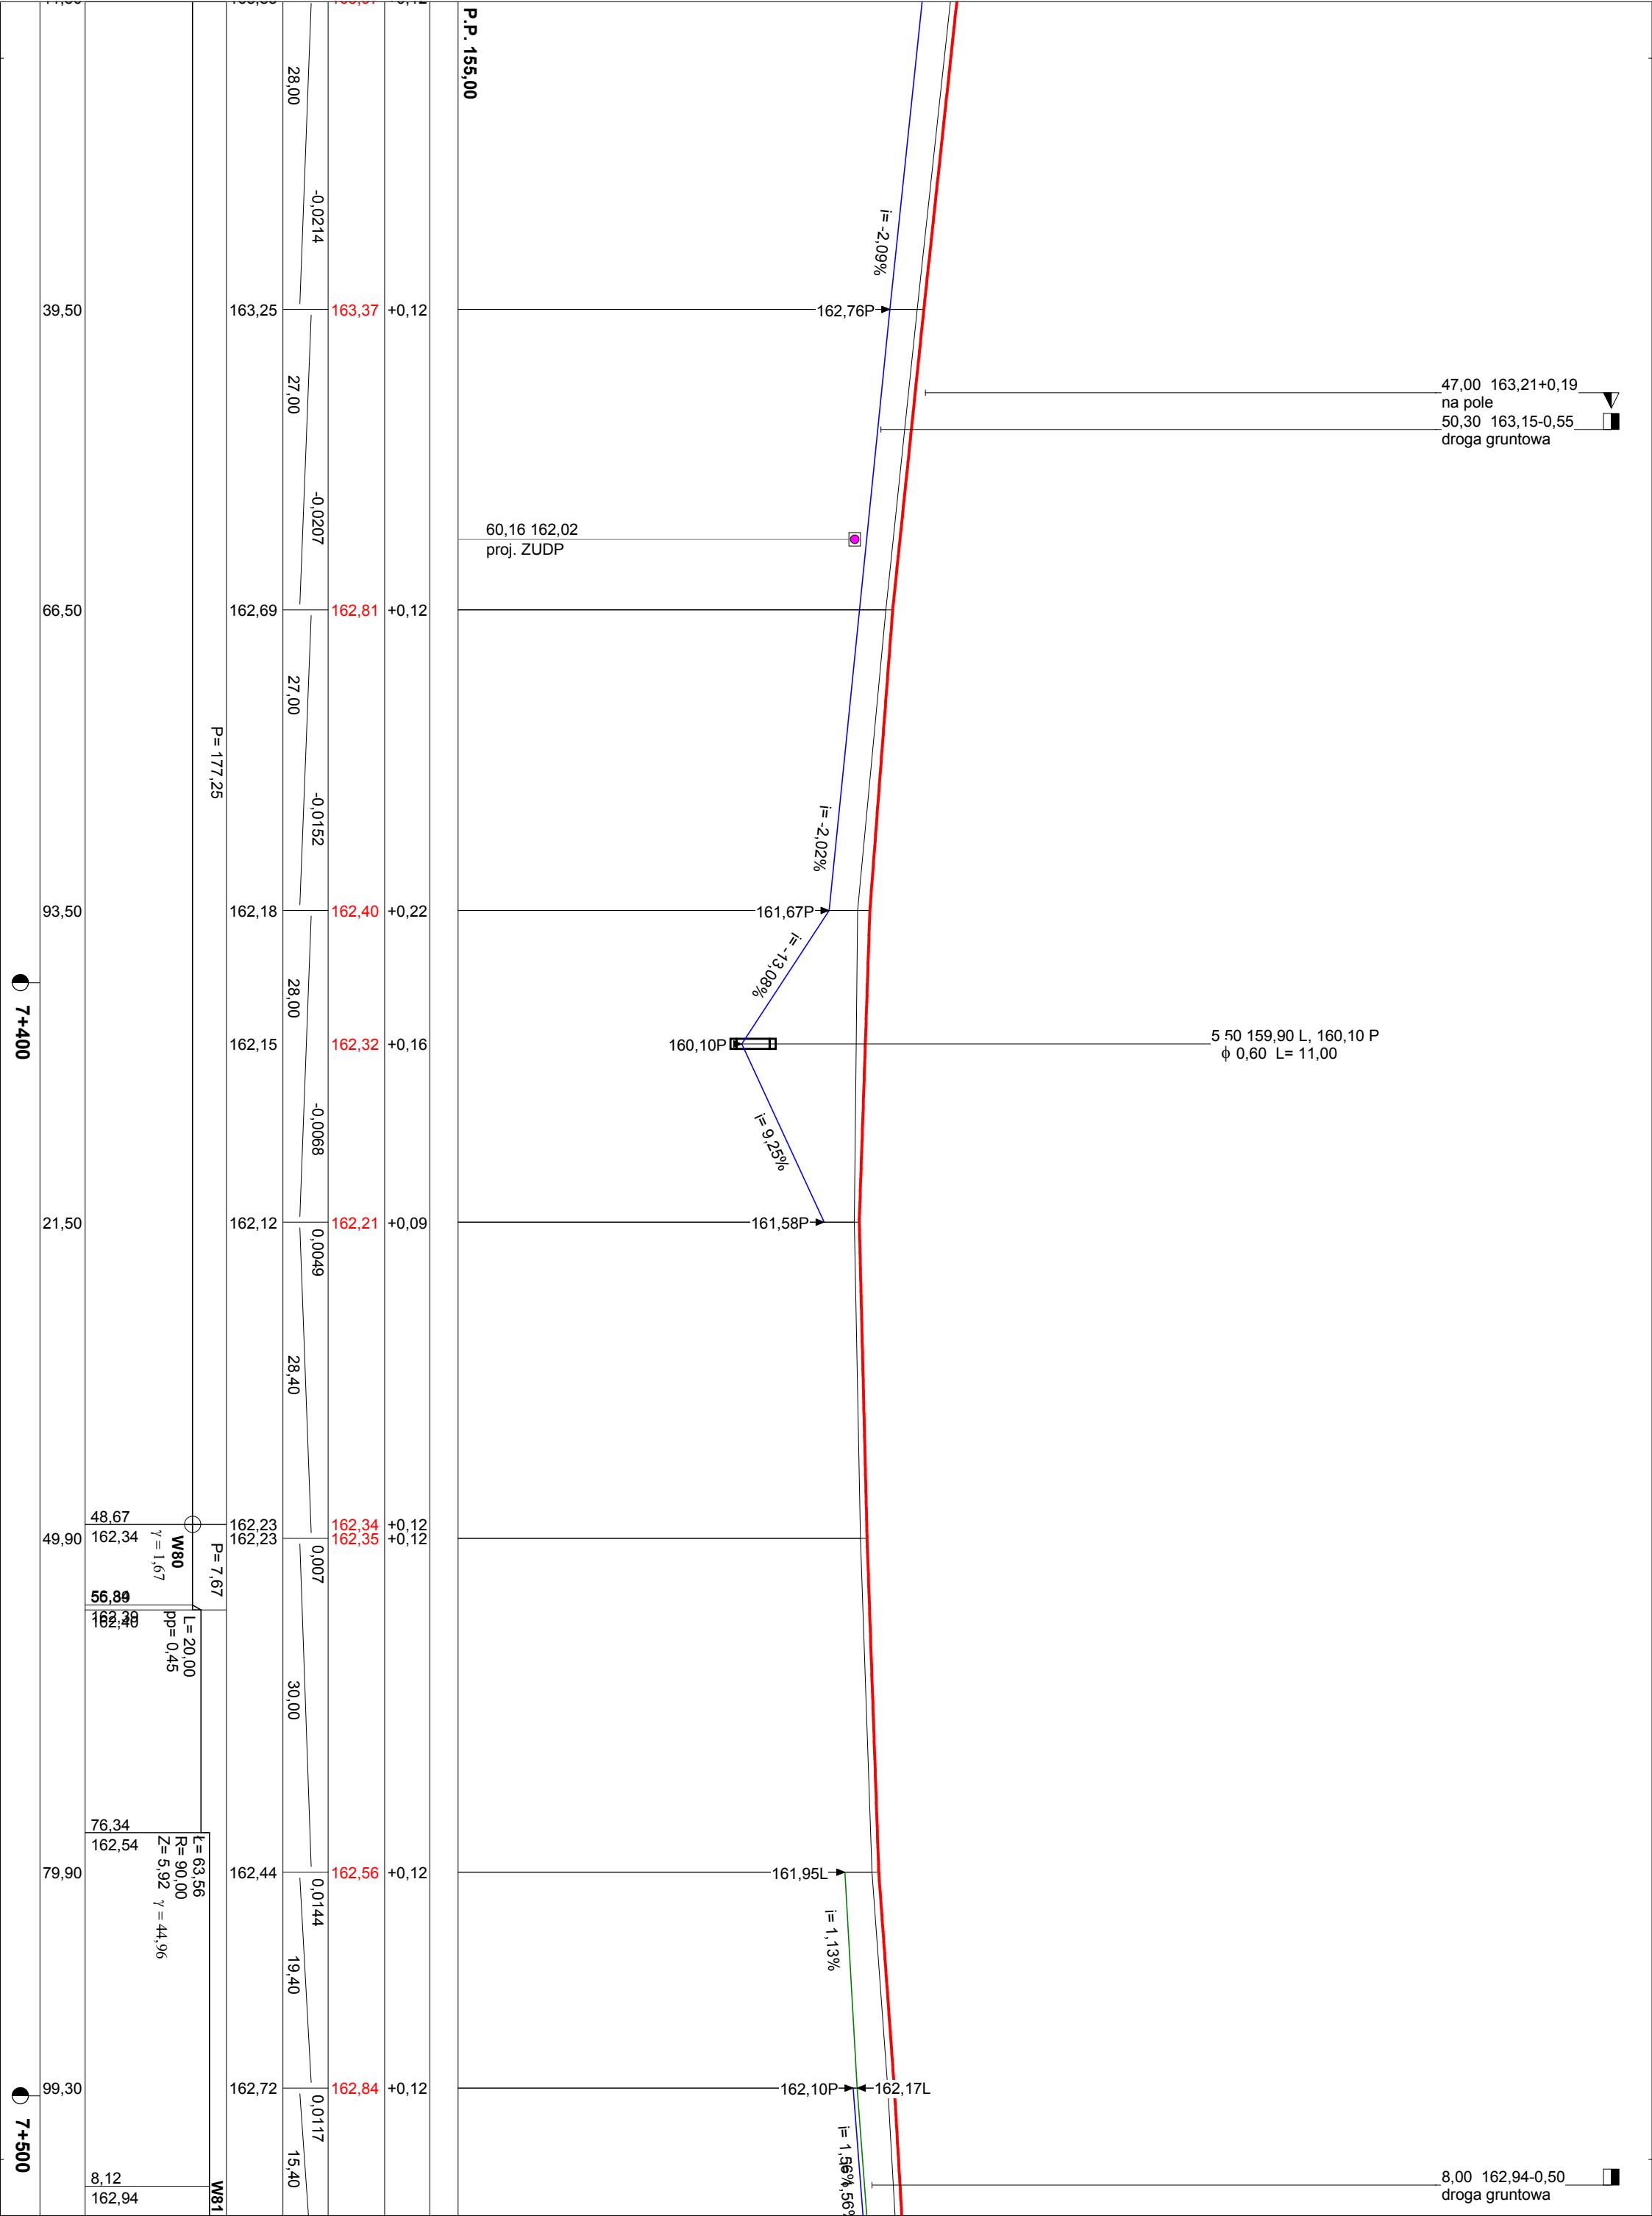 P.P. 155,00
28,00
-0,0214
i= -2,09%
39,50
163,25
163,37
+0,12
162,76P
27,00
47,00 163,21+0,19
na pole
50,30 163,15-0,55
droga gruntowa
-0,0207
60,16 162,02
proj. ZUDP
66,50
162,69
162,81
+0,12
27,00
P= 177,25
-0,0152
i= -2,02%
93,50
162,18
162,40
+0,22
161,67P
i= -13,08%
7+400
28,00
162,15
162,32
+0,16
160,10P
5 50 159,90 L, 160,10 P
ϕ 0,60 L= 11,00
-0,0068
i= 9,25%
21,50
162,12
162,21
+0,09
161,58P
0,0049
28,40
48,67
162,34
162,23
162,34
+0,12
49,90
162,23
162,35
+0,12
W80
γ = 1,67
P= 7,67
0,007
162,40
L= 20,00
pp= 0,45
30,00
76,34
162,54
Ł= 63,56
R= 90,00
Z= 5,92 γ = 44,96
79,90
162,44
162,56
+0,12
161,95L
0,0144
i= 1,13%
19,40
99,30
162,72
162,84
+0,12
162,10P
162,17L
7+500
0,0117
15,40
i= 1,56%
8,12
162,94
W81
8,00 162,94-0,50
droga gruntowa